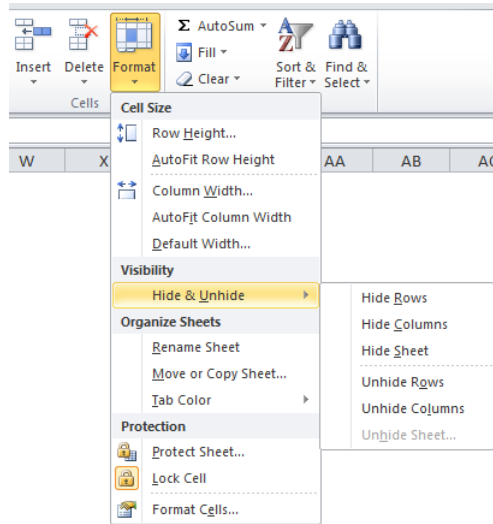 Σ AutoSum
Fill
Clear
Insert Delete Format Sort & Find &
Filter Select
Cells
Cell Size
Row Height...
AutoFit Row Height
W X AA AB AC
Column Width...
AutoFit Column Width
Default Width...
Visibility
Hide & Unhide
Hide Rows
Hide Columns
Hide Sheet
Unhide Rows
Unhide Columns
Unhide Sheet...
Organize Sheets
Rename Sheet
Move or Copy Sheet...
Tab Color
Protection
Protect Sheet...
Lock Cell
Format Cells...